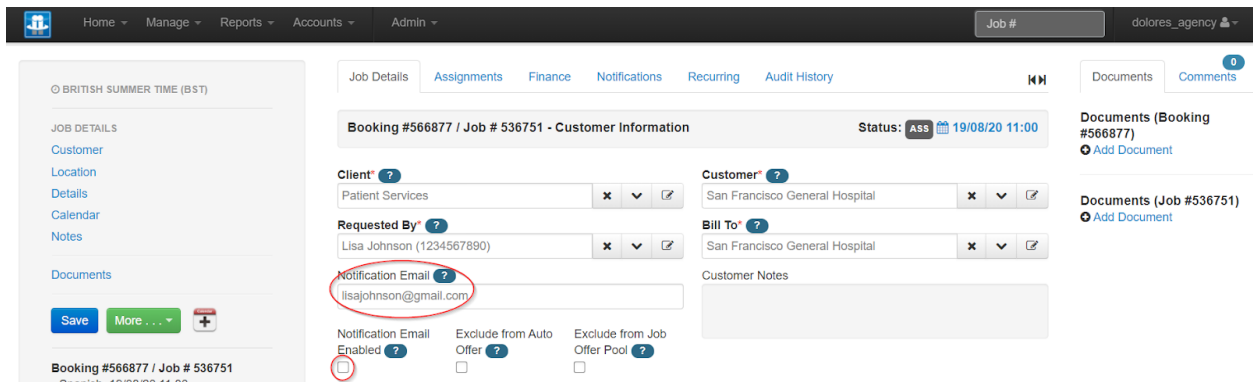 Home Manage Reports Accounts Admin Job # dolores_agency
BRITISH SUMMER TIME (BST)
JOB DETAILS
Customer
Location
Details
Calendar
Notes
Documents
Save More . . .
Booking #566877 / Job # 536751
Job Details Assignments Finance Notifications Recurring Audit History
Booking #566877 / Job # 536751 - Customer Information Status: ASS 19/08/20 11:00
Client* ? Customer* ?
Patient Services San Francisco General Hospital
Requested By* ? Bill To* ?
Lisa Johnson (1234567890) San Francisco General Hospital
Notification Email ? Customer Notes
lisajohnson@gmail.com
Notification Email Exclude from Auto Exclude from Job
Enabled ? Offer ? Offer Pool ?
0
Documents Comments
Documents (Booking
#566877)
Add Document
Documents (Job #536751)
Add Document